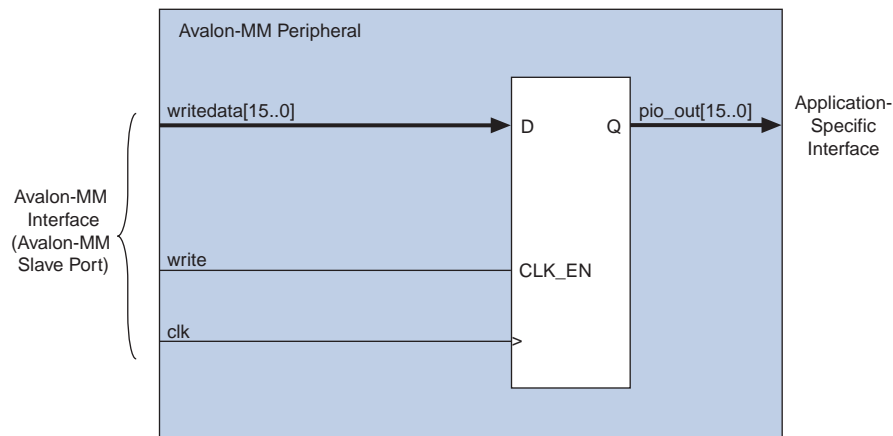 Avalon-MM Peripheral
writedata[15..0]
pio_out[15..0]
D
Q
Application-
Specific
Interface
Avalon-MM
Interface
(Avalon-MM
Slave Port)
write
CLK_EN
clk
>